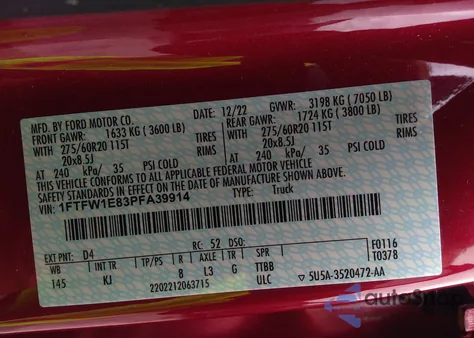 MFD. BY FORD MOTOR CO. DATE: 12/22 GVWR: 3198 KG ( 7050 LB)
FRONT GAWR: 1633 KG (3600 LB) REAR GAWR: 1724 KG (3800 LB)
WITH 275/60R20 115T TIRES WITH 275/60R20 115T TIRES
20x8.5J RIMS 20x8.5J RIMS
AT 240 kPa/ 35 PSI COLD AT 240 kPa/ 35 PSI COLD
THIS VEHICLE CONFORMS TO ALL APPLICABLE FEDERAL MOTOR VEHICLE
SAFETY STANDARDS IN EFFECT ON THE DATE OF MANUFACTURE SHOWN ABOVE.
VIN: 1FTFW1E83PFA39914 TYPE: Truck
F0116
T0378
EXT PNT: D4 RC: 52 DSO:
WB INT TR TP/PS R AXLE TR SPR
145 KJ 8 L3 G TTBB
2202212063715 ULC ▽ 5U5A-3520472-AA